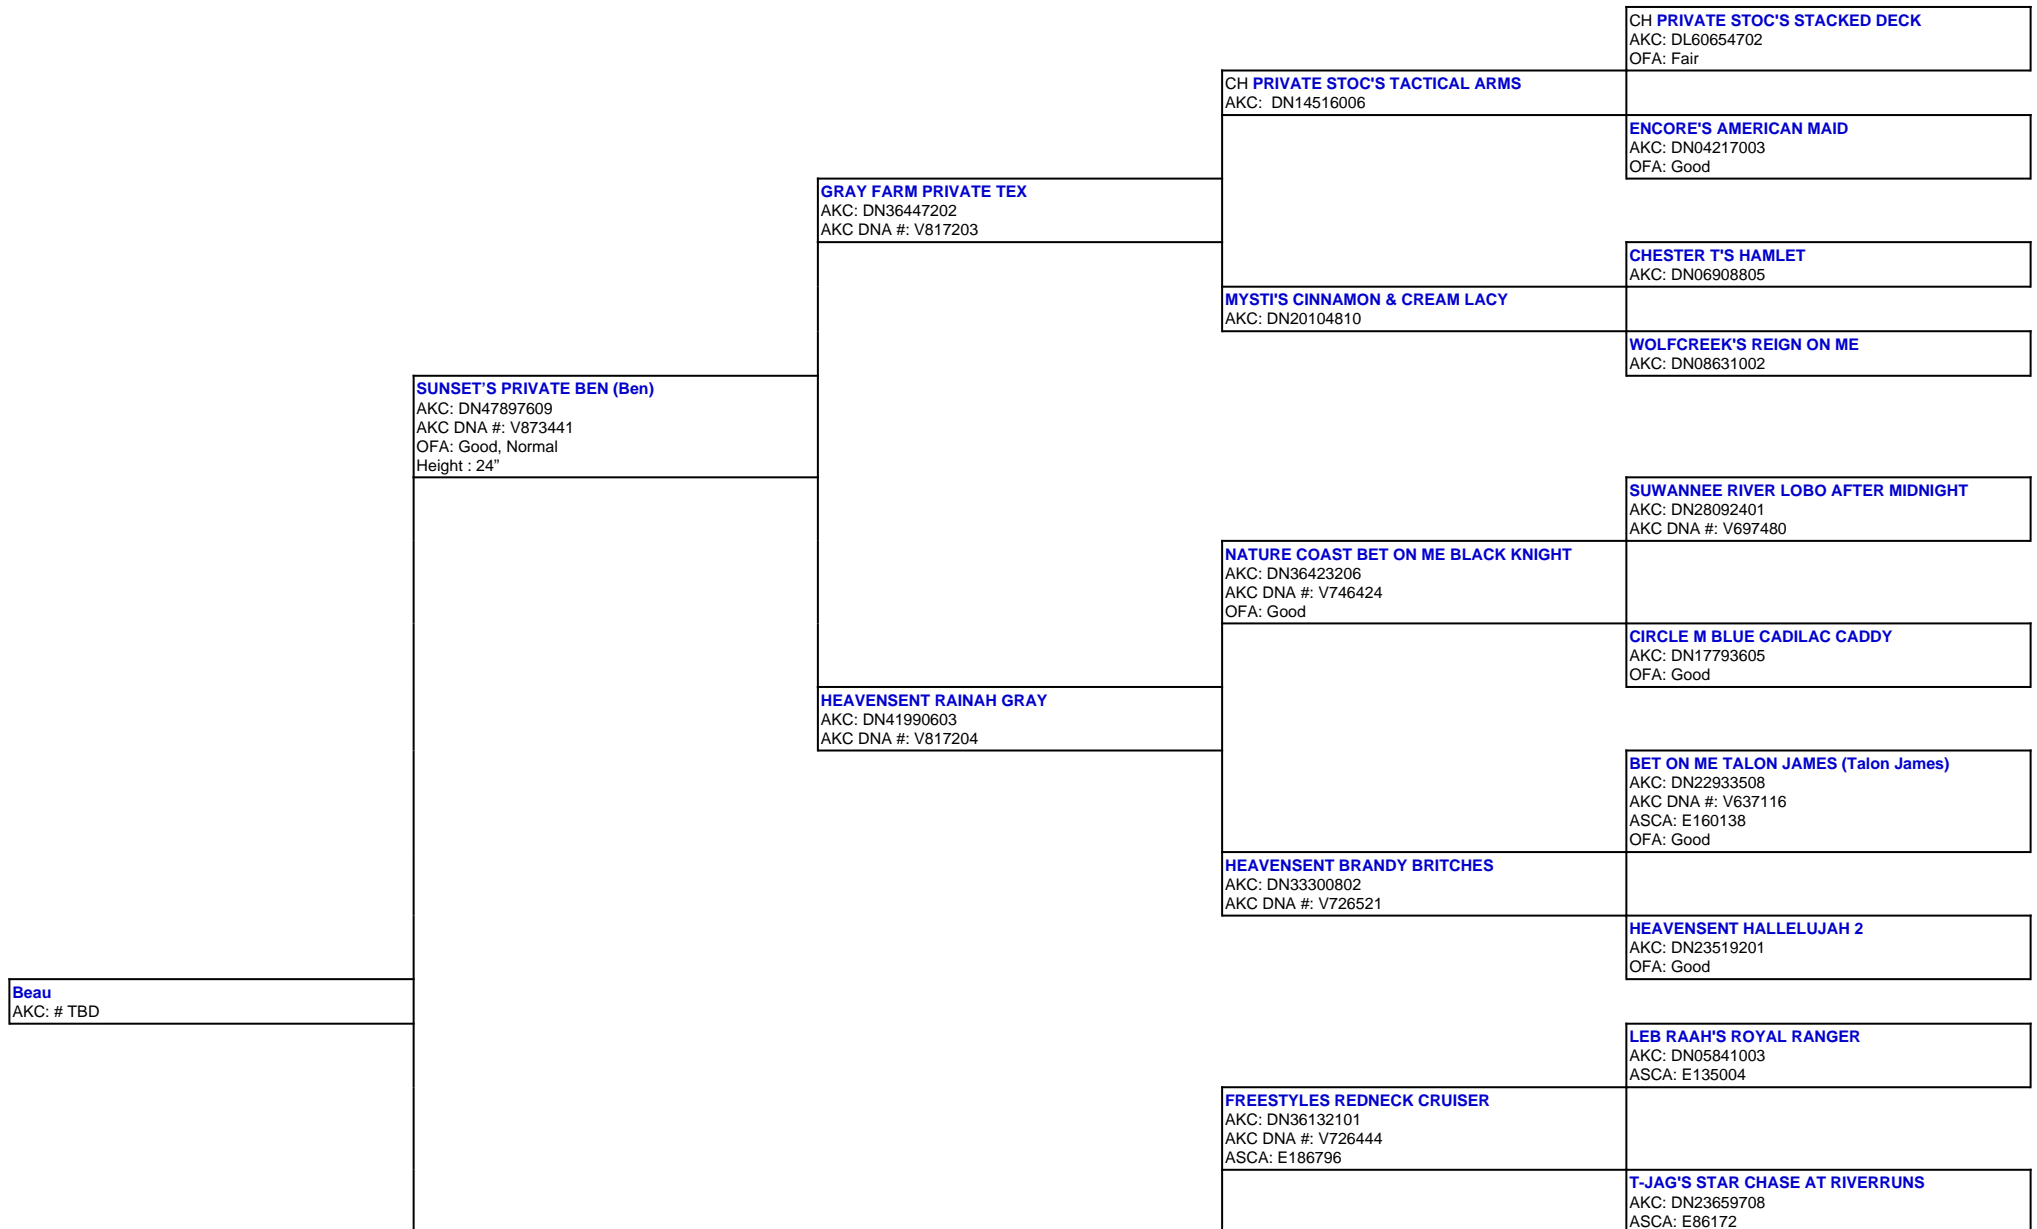 CH PRIVATE STOC'S STACKED DECK
AKC: DL60654702
OFA: Fair
CH PRIVATE STOC'S TACTICAL ARMS
AKC:  DN14516006
ENCORE'S AMERICAN MAID
AKC: DN04217003
OFA: Good
GRAY FARM PRIVATE TEX
AKC: DN36447202
AKC DNA #: V817203
CHESTER T'S HAMLET
AKC: DN06908805
MYSTI'S CINNAMON & CREAM LACY
AKC: DN20104810
WOLFCREEK'S REIGN ON ME
AKC: DN08631002
SUNSET’S PRIVATE BEN (Ben)
AKC: DN47897609
AKC DNA #: V873441
OFA: Good, Normal
Height : 24”
SUWANNEE RIVER LOBO AFTER MIDNIGHT
AKC: DN28092401
AKC DNA #: V697480
NATURE COAST BET ON ME BLACK KNIGHT
AKC: DN36423206
AKC DNA #: V746424
OFA: Good
CIRCLE M BLUE CADILAC CADDY
AKC: DN17793605
OFA: Good
HEAVENSENT RAINAH GRAY
AKC: DN41990603
AKC DNA #: V817204
BET ON ME TALON JAMES (Talon James)
AKC: DN22933508
AKC DNA #: V637116
ASCA: E160138
OFA: Good
HEAVENSENT BRANDY BRITCHES
AKC: DN33300802
AKC DNA #: V726521
HEAVENSENT HALLELUJAH 2
AKC: DN23519201
OFA: Good
Beau
AKC: # TBD
LEB RAAH'S ROYAL RANGER
AKC: DN05841003
ASCA: E135004
FREESTYLES REDNECK CRUISER
AKC: DN36132101
AKC DNA #: V726444
ASCA: E186796
T-JAG'S STAR CHASE AT RIVERRUNS
AKC: DN23659708
ASCA: E86172